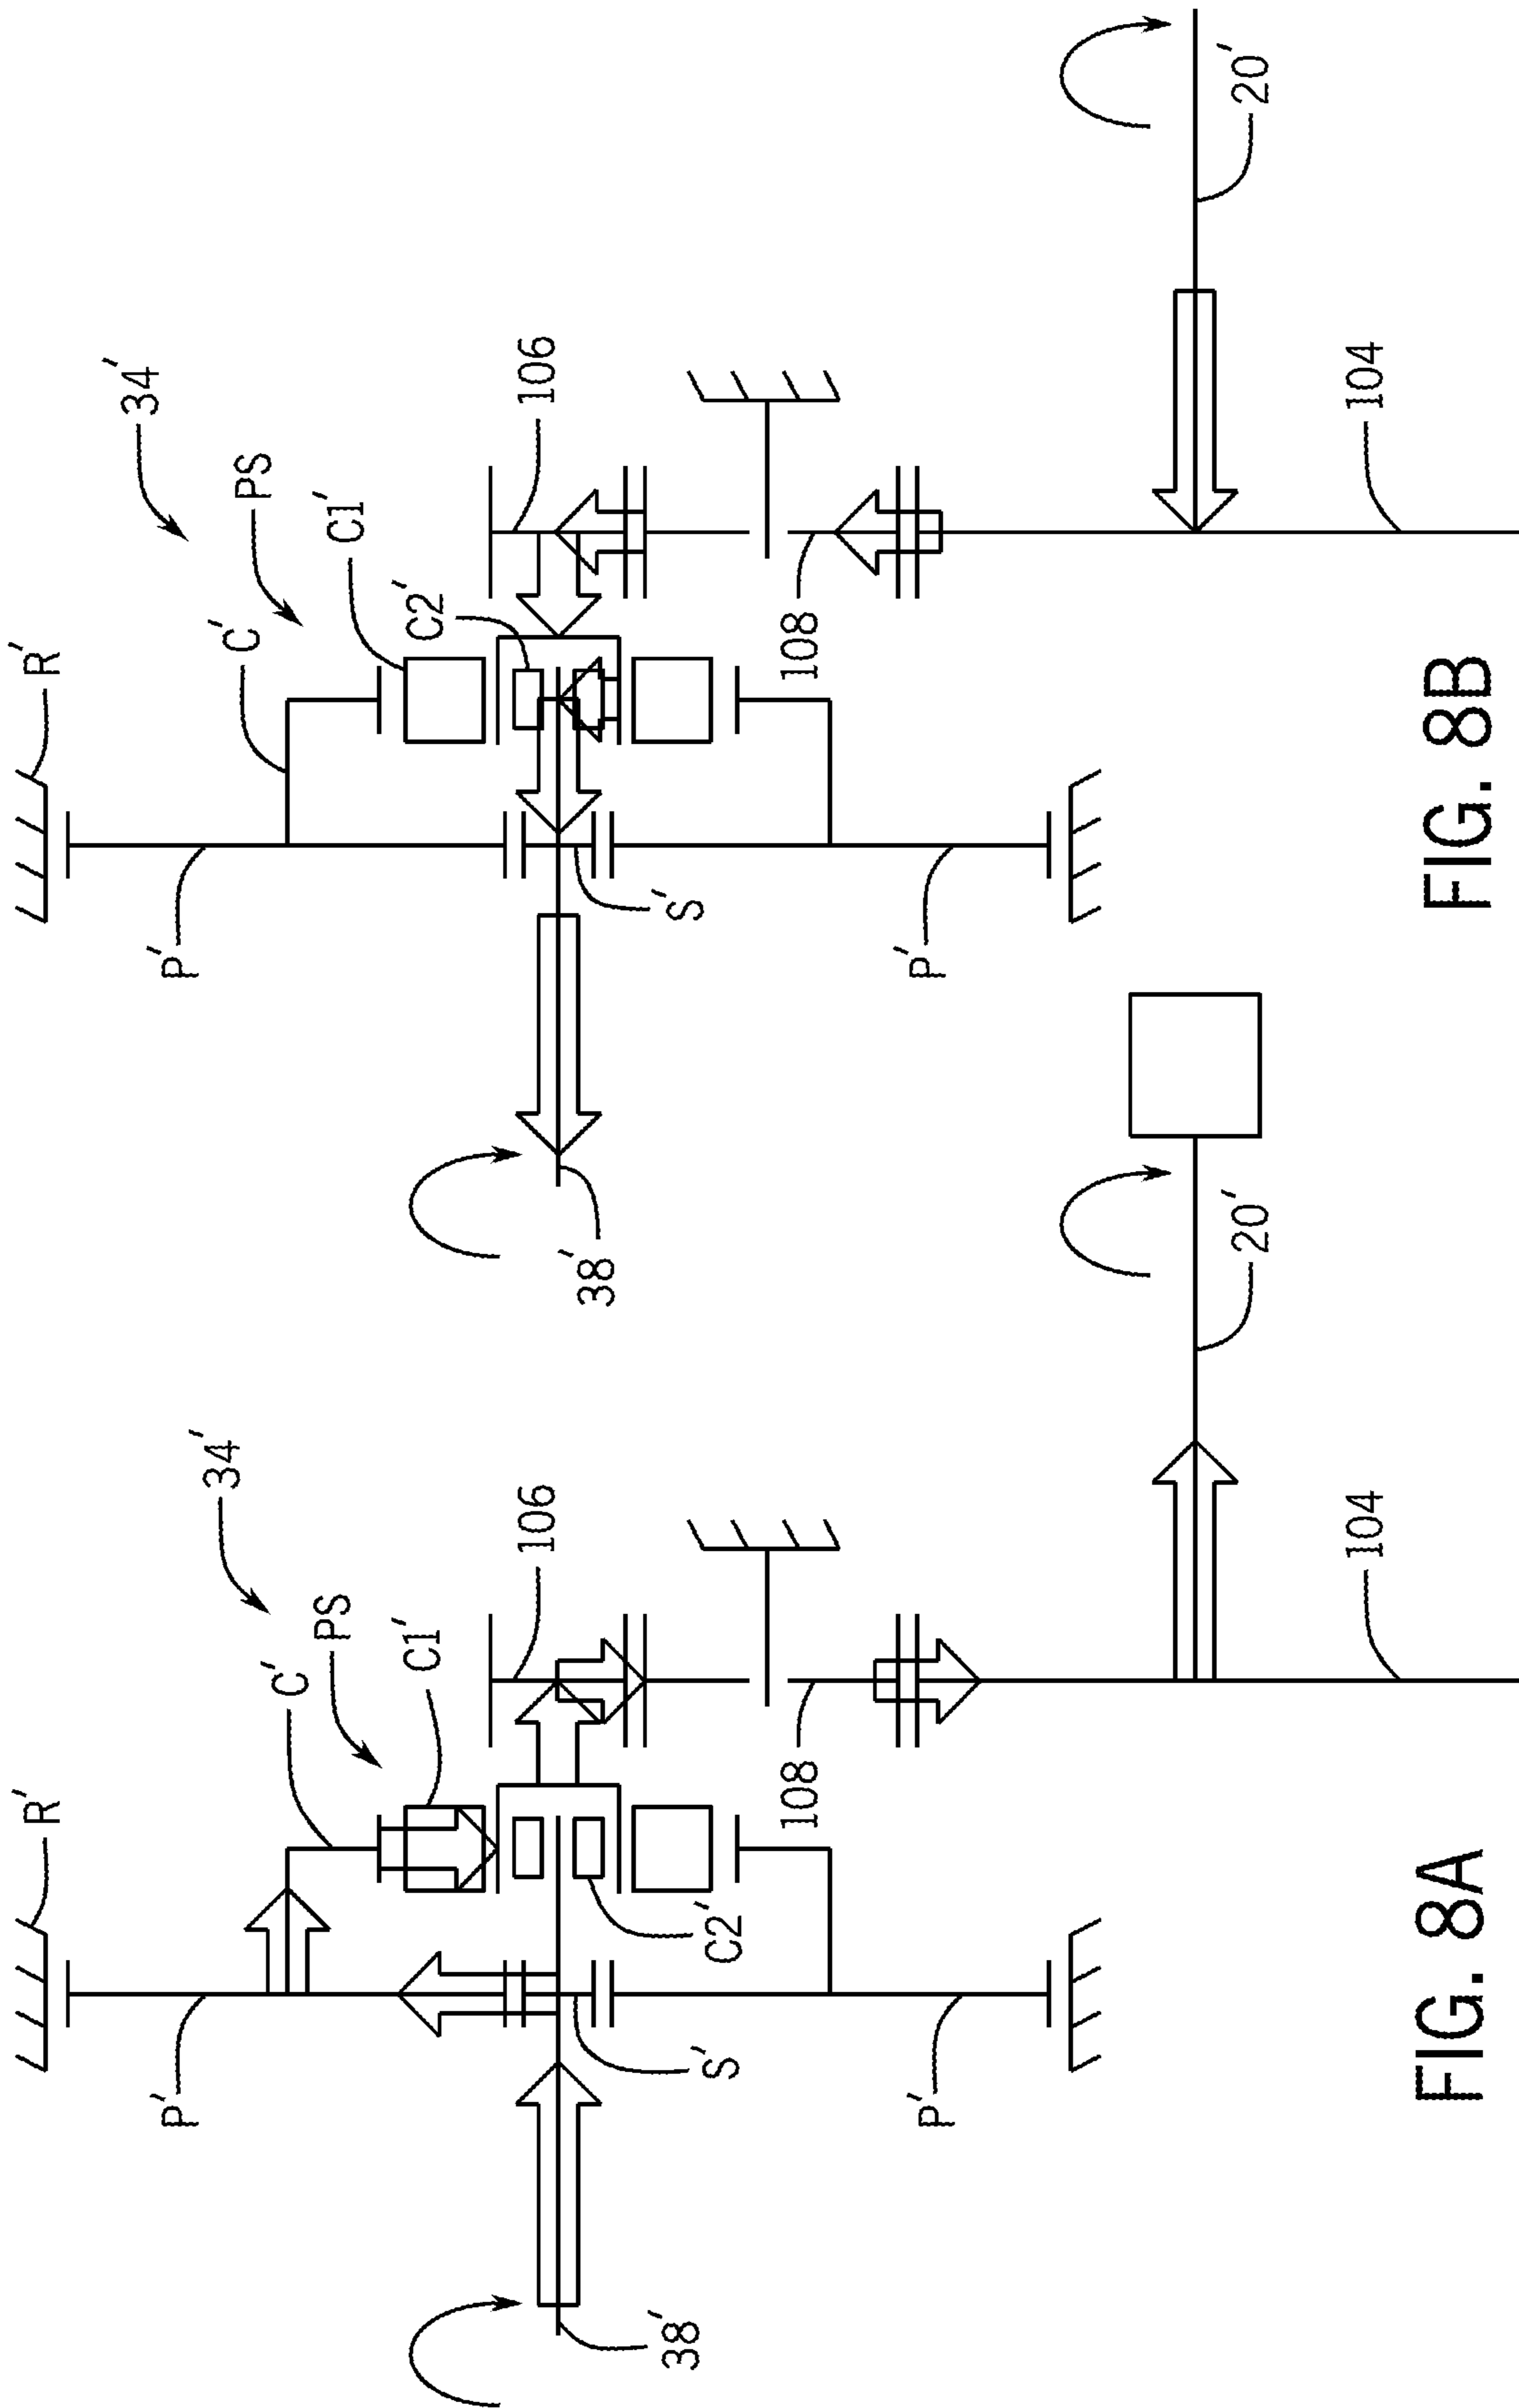 34'
R'
C'
PS
C1'
106
C2'
P'
S'
108
P'
38'
20'
104
FIG. 8B
34'
R'
C'
PS
C1'
106
P'
C2'
S'
108
P'
38'
20'
104
FIG. 8A